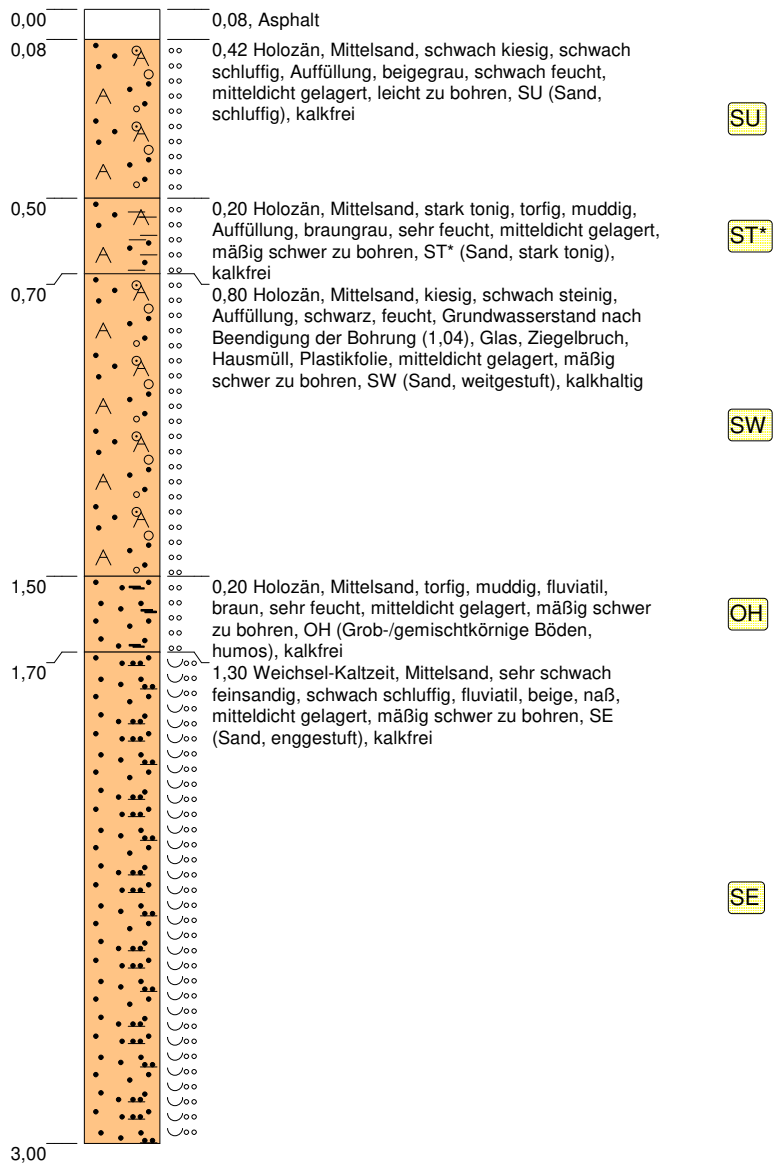 0,00
0,08, Asphalt
0,08
0,42 Holozän, Mittelsand, schwach kiesig, schwach
schluffig, Auffüllung, beigegrau, schwach feucht,
mitteldicht gelagert, leicht zu bohren, SU (Sand,
schluffig), kalkfrei
SU
0,50
0,20 Holozän, Mittelsand, stark tonig, torfig, muddig,
Auffüllung, braungrau, sehr feucht, mitteldicht gelagert,
mäßig schwer zu bohren, ST* (Sand, stark tonig),
kalkfrei
ST*
0,70
0,80 Holozän, Mittelsand, kiesig, schwach steinig,
Auffüllung, schwarz, feucht, Grundwasserstand nach
Beendigung der Bohrung (1,04), Glas, Ziegelbruch,
Hausmüll, Plastikfolie, mitteldicht gelagert, mäßig
schwer zu bohren, SW (Sand, weitgestuft), kalkhaltig
SW
1,50
0,20 Holozän, Mittelsand, torfig, muddig, fluviatil,
braun, sehr feucht, mitteldicht gelagert, mäßig schwer
zu bohren, OH (Grob-/gemischtkörnige Böden,
humos), kalkfrei
OH
1,70
1,30 Weichsel-Kaltzeit, Mittelsand, sehr schwach
feinsandig, schwach schluffig, fluviatil, beige, naß,
mitteldicht gelagert, mäßig schwer zu bohren, SE
(Sand, enggestuft), kalkfrei
SE
3,00